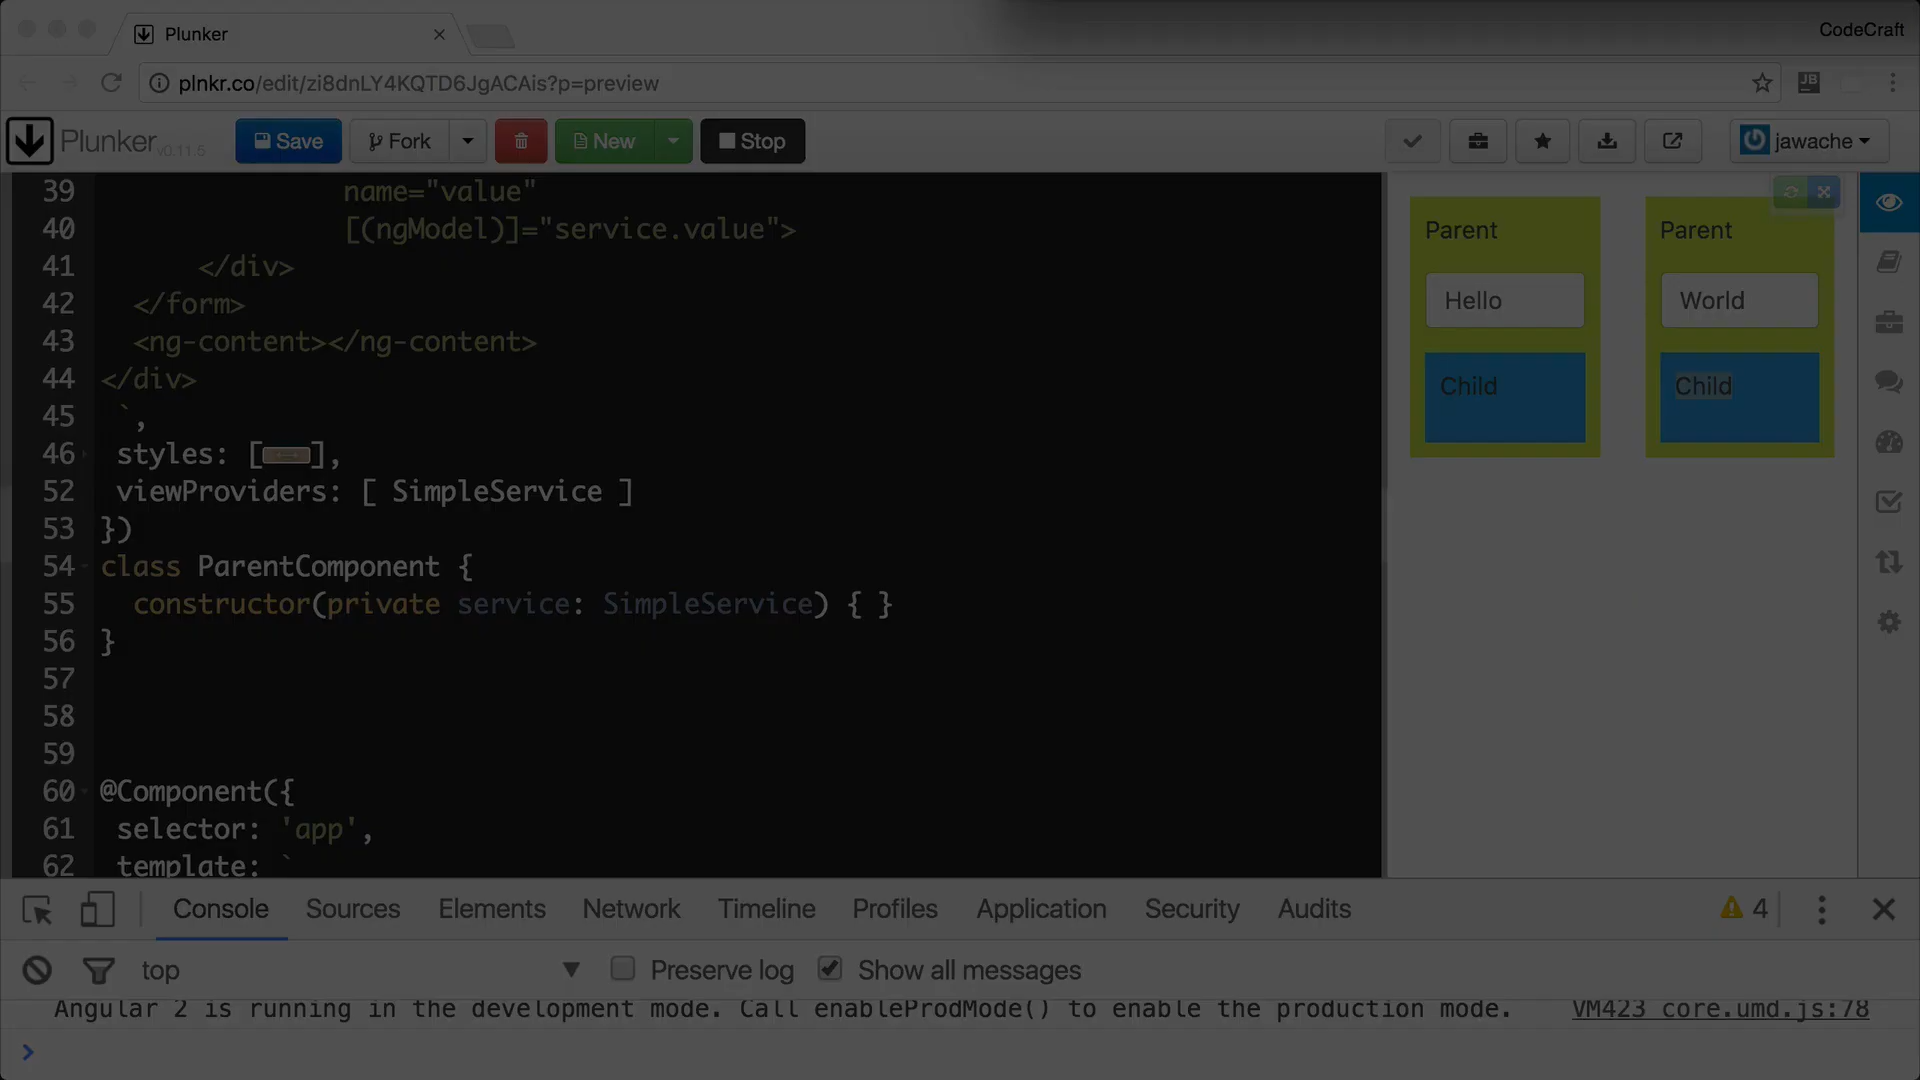 Plunker
CodeCraft
plnkr.co/edit/zi8dnLY4KQTD6JgACAis?p=preview
JB
Plunker v0.11.5
Save
Fork
New
Stop
jawache
39 name="value"
40 [(ngModel)]="service.value">
41 </div>
42 </form>
43 <ng-content></ng-content>
44 </div>
45 `,
46 styles: [],
52 viewProviders: [ SimpleService ]
53 })
54 class ParentComponent {
55 constructor(private service: SimpleService) { }
56 }
57
58
59
60 @Component({
61 selector: 'app',
62 template: `
Parent
Hello
Child
Parent
World
Child
Console Sources Elements Network Timeline Profiles Application Security Audits
4
top
Preserve log
Show all messages
Angular 2 is running in the development mode. Call enableProdMode() to enable the production mode. VM423 core.umd.js:78